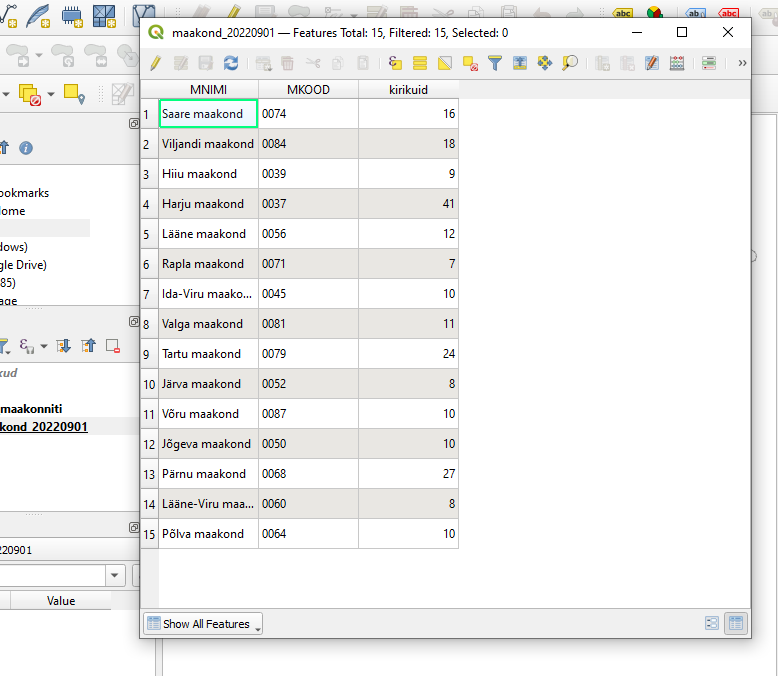 maakond_20220901 — Features Total: 15, Filtered: 15, Selected: 0
abc
ab
abc
»
MNIMI MKOOD kirikuid
1 Saare maakond 0074 16
2 Viljandi maakond 0084 18
3 Hiiu maakond 0039 9
4 Harju maakond 0037 41
5 Lääne maakond 0056 12
6 Rapla maakond 0071 7
7 Ida-Viru maako... 0045 10
8 Valga maakond 0081 11
9 Tartu maakond 0079 24
10 Järva maakond 0052 8
11 Võru maakond 0087 10
12 Jõgeva maakond 0050 10
13 Pärnu maakond 0068 27
14 Lääne-Viru maa... 0060 8
15 Põlva maakond 0064 10
Show All Features
ookmarks
ome
dows)
gle Drive)
85)
age
kud
maakonniti
kond_20220901
220901
Value